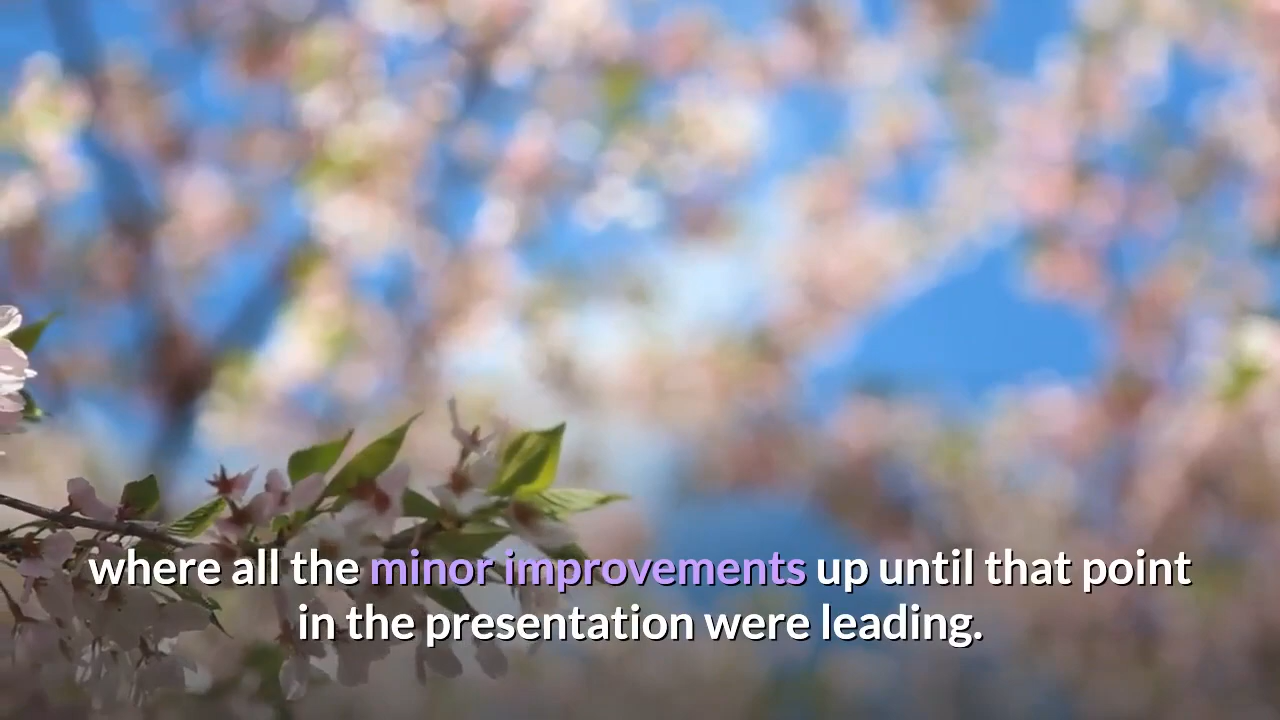 where all the minor improvements up until that point
in the presentation were leading.